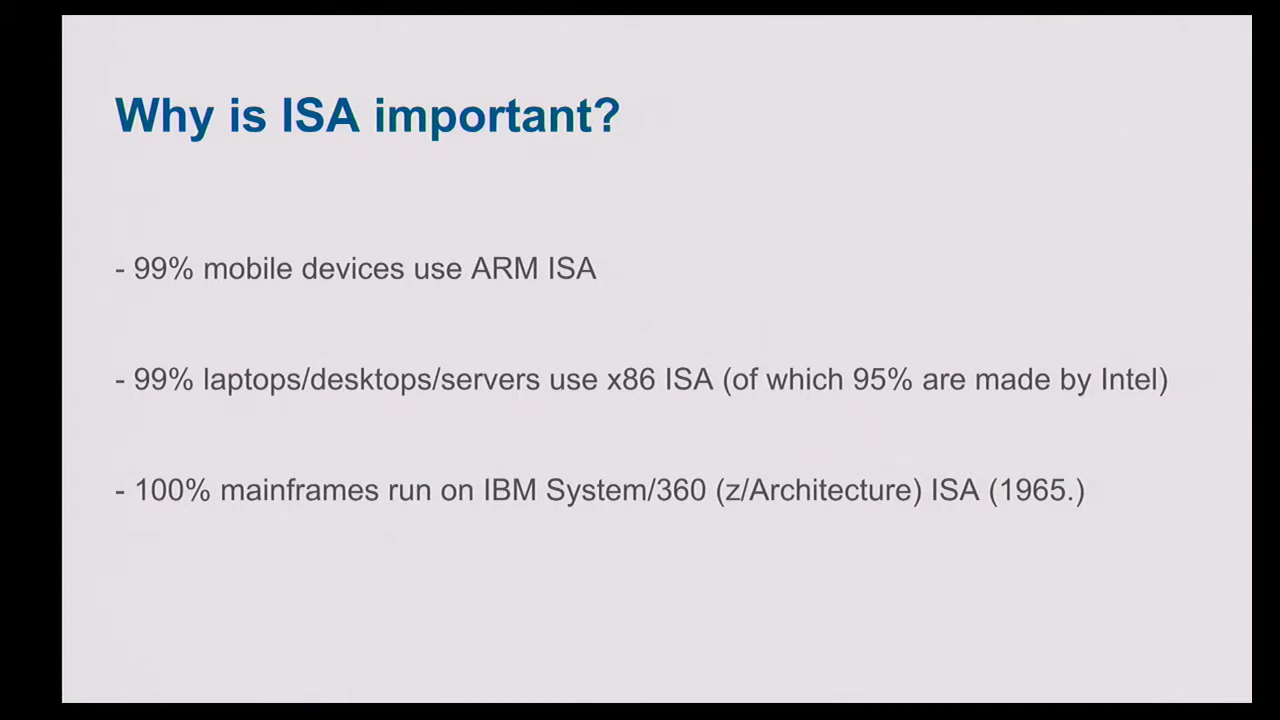 Why is ISA important?
- 99% mobile devices use ARM ISA
- 99% laptops/desktops/servers use x86 ISA (of which 95% are made by Intel)
- 100% mainframes run on IBM System/360 (z/Architecture) ISA (1965.)